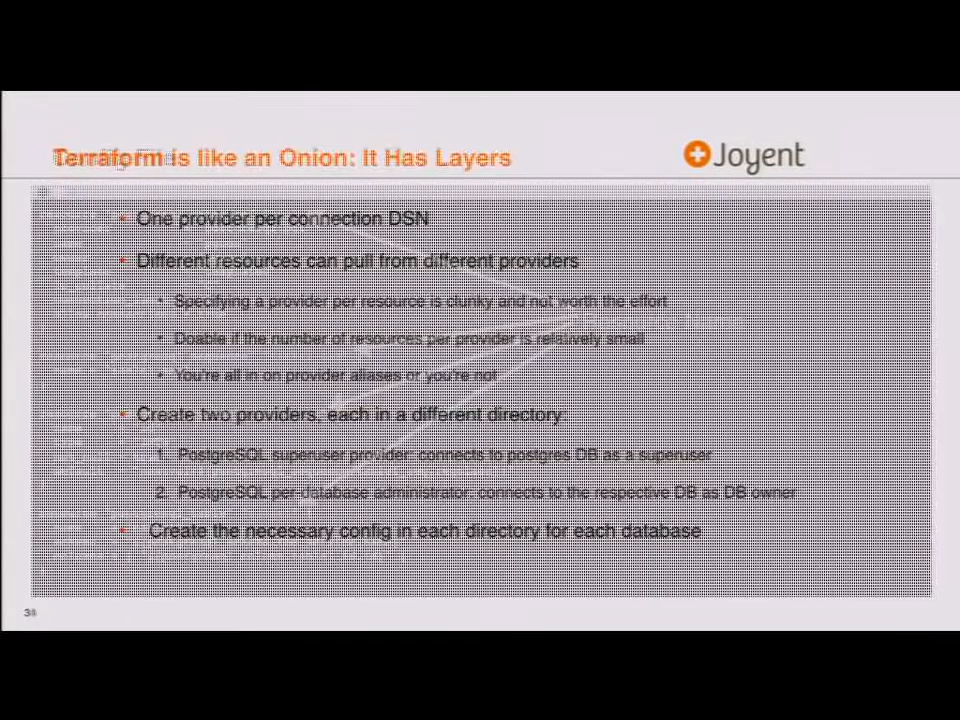 Terraform is like an Onion: It Has Layers
Joyent
• One provider per connection DSN
• Different resources can pull from different providers
• Specifying a provider per resource is clunky and not worth the effort
• Doable if the number of resources per provider is relatively small
• You're all in on provider aliases or you're not
• Create two providers, each in a different directory:
1. PostgreSQL superuser provider: connects to postgres DB as a superuser
2. PostgreSQL per-database administrator: connects to the respective DB as DB owner
• Create the necessary config in each directory for each database